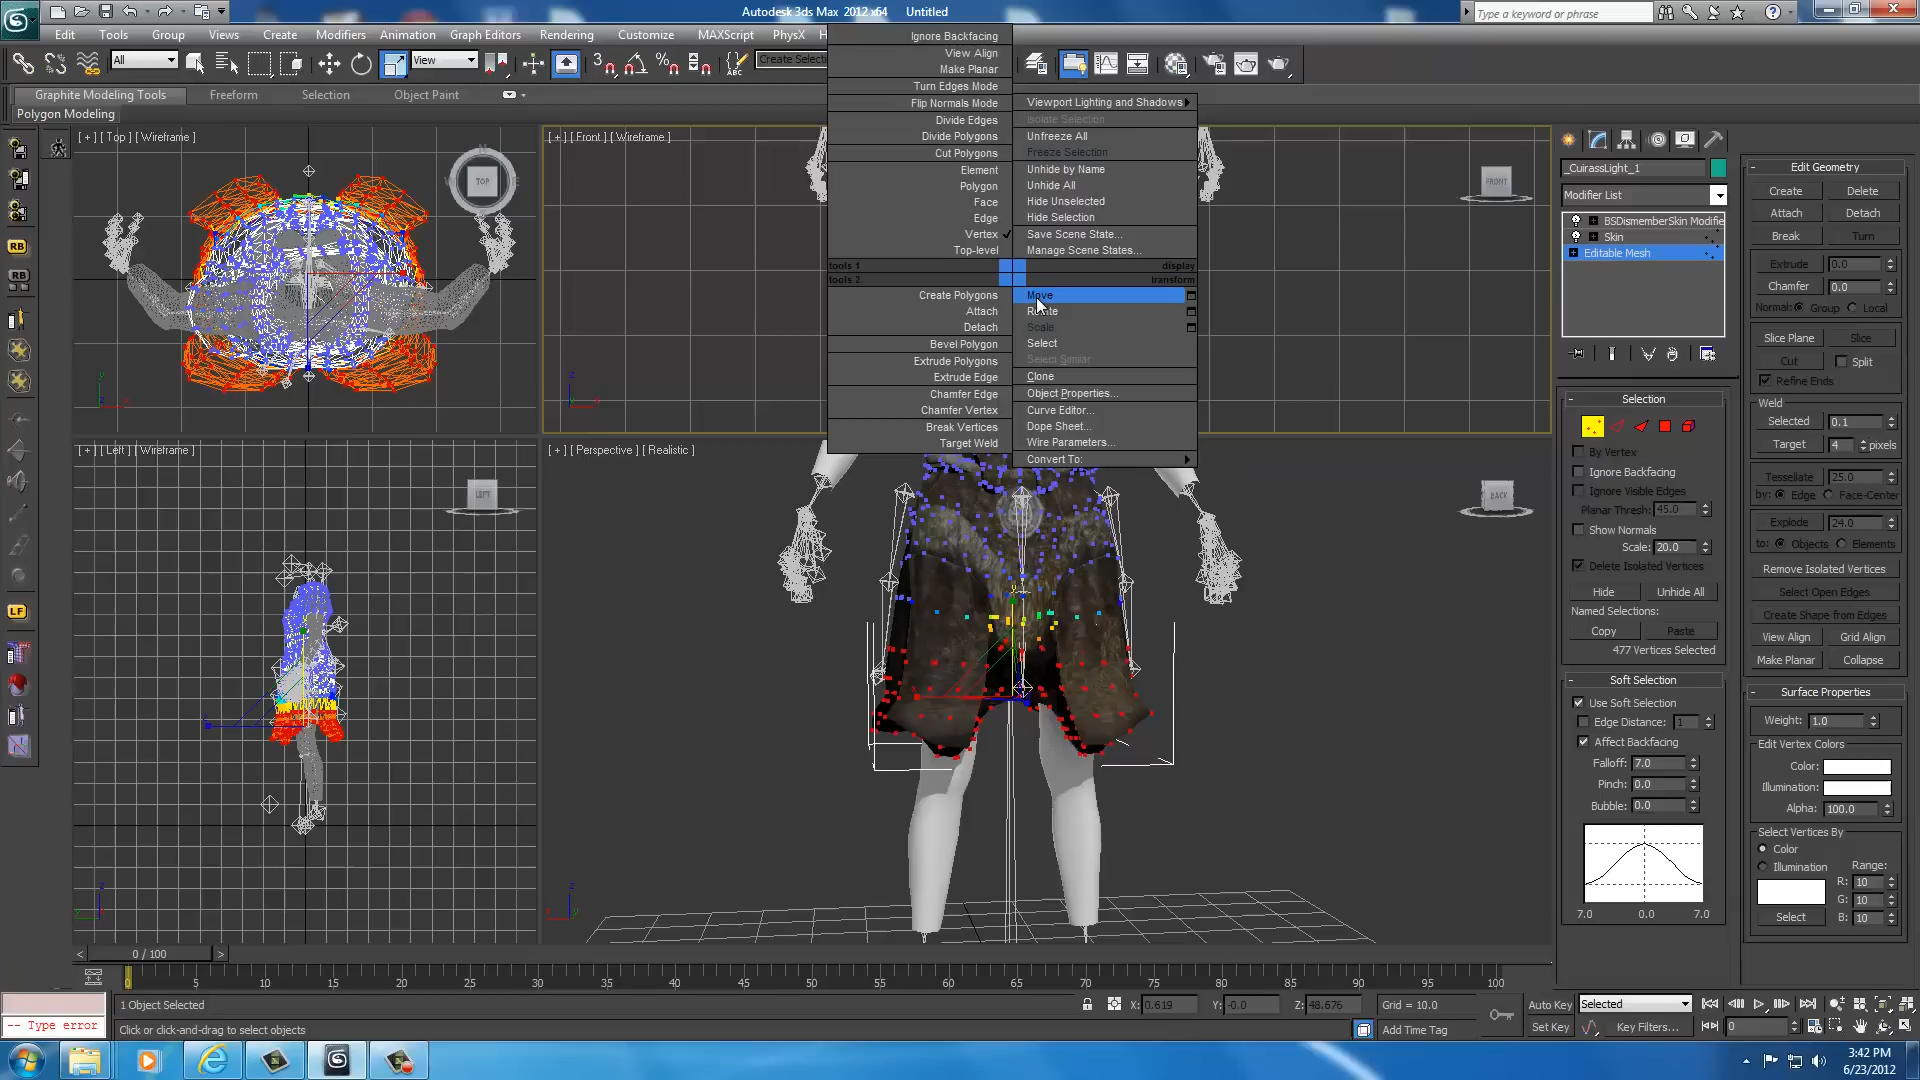 Autodesk 3ds Max 2012 x64 Untitled
Type a keyword or phrase
Edit Tools Group Views Create Modifiers Animation Graph Editors Rendering Customize MAXScript PhysX H
All View Create Selecti
Graphite Modeling Tools Freeform Selection Object Paint
Polygon Modeling
[ + ] [ Top ] [ Wireframe ]
TOP
[ + ] [ Front ] [ Wireframe ]
FRONT
[ + ] [ Left ] [ Wireframe ]
LEFT
[ + ] [ Perspective ] [ Realistic ]
BACK
Ignore Backfacing
View Align
Make Planar
Turn Edges Mode
Flip Normals Mode
Divide Edges
Divide Polygons
Cut Polygons
Element
Polygon
Face
Edge
Vertex
Top-level
tools 1
tools 2
Create Polygons
Attach
Detach
Bevel Polygon
Extrude Polygons
Extrude Edge
Chamfer Edge
Chamfer Vertex
Break Vertices
Target Weld
Viewport Lighting and Shadows
Isolate Selection
Unfreeze All
Freeze Selection
Unhide by Name
Unhide All
Hide Unselected
Hide Selection
Save Scene State...
Manage Scene States...
display
transform
Move
Rotate
Scale
Select
Select Similar
Clone
Object Properties...
Curve Editor...
Dope Sheet...
Wire Parameters...
Convert To:
RB
RB
LF
_CuirassLight_1
Modifier List
BSDismemberSkin Modifie
Skin
Editable Mesh
Selection
By Vertex
Ignore Backfacing
Ignore Visible Edges
Planar Thresh: 45.0
Show Normals
Scale: 20.0
Delete Isolated Vertices
Hide Unhide All
Named Selections:
Copy Paste
477 Vertices Selected
Soft Selection
Use Soft Selection
Edge Distance: 1
Affect Backfacing
Falloff: 7.0
Pinch: 0.0
Bubble: 0.0
7.0 0.0 7.0
Edit Geometry
Create Delete
Attach Detach
Break Turn
Extrude 0.0
Chamfer 0.0
Normal: Group Local
Slice Plane Slice
Cut Split
Refine Ends
Weld
Selected 0.1
Target 4 pixels
Tessellate 25.0
by: Edge Face-Center
Explode 24.0
to: Objects Elements
Remove Isolated Vertices
Select Open Edges
Create Shape from Edges
View Align Grid Align
Make Planar Collapse
Surface Properties
Weight: 1.0
Edit Vertex Colors
Color:
Illumination:
Alpha: 100.0
Select Vertices By
Color
Illumination Range:
R: 10
G: 10
Select B: 10
< 0 / 100 >
0 5 10 15 20 25 30 35 40 45 50 55 60 65 70 75 80 85 90 95 100
1 Object Selected X: 0.619 Y: -0.0 Z: 48.676 Grid = 10.0 Auto Key Selected
-- Type error Click or click-and-drag to select objects Add Time Tag Set Key Key Filters... 0
3:42 PM
6/23/2012